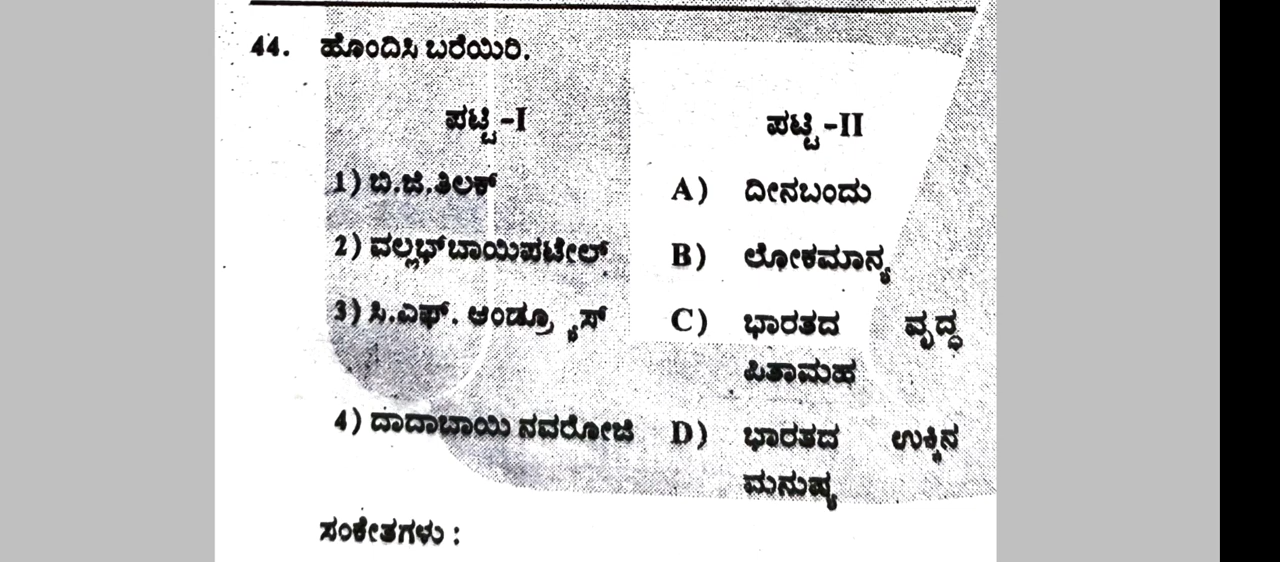 44. ಹೊಂದಿಸಿ ಬರೆಯಿರಿ.
ಪಟ್ಟಿ-I ಪಟ್ಟಿ-II
1) ಬಿ.ಜಿ.ತಿಲಕ್ A) ದೀನಬಂದು
2) ವಲ್ಲಭ್‌ಬಾಯಿಪಟೇಲ್ B) ಲೋಕಮಾನ್ಯ
3) ಸಿ.ಎಫ್. ಆಂಡ್ರ್ಯೂಸ್ C) ಭಾರತದ ವೃದ್ಧ
ಪಿತಾಮಹ
4) ದಾದಾಬಾಯಿ ನವರೋಜಿ D) ಭಾರತದ ಉಕ್ಕಿನ
ಮನುಷ್ಯ
ಸಂಕೇತಗಳು :